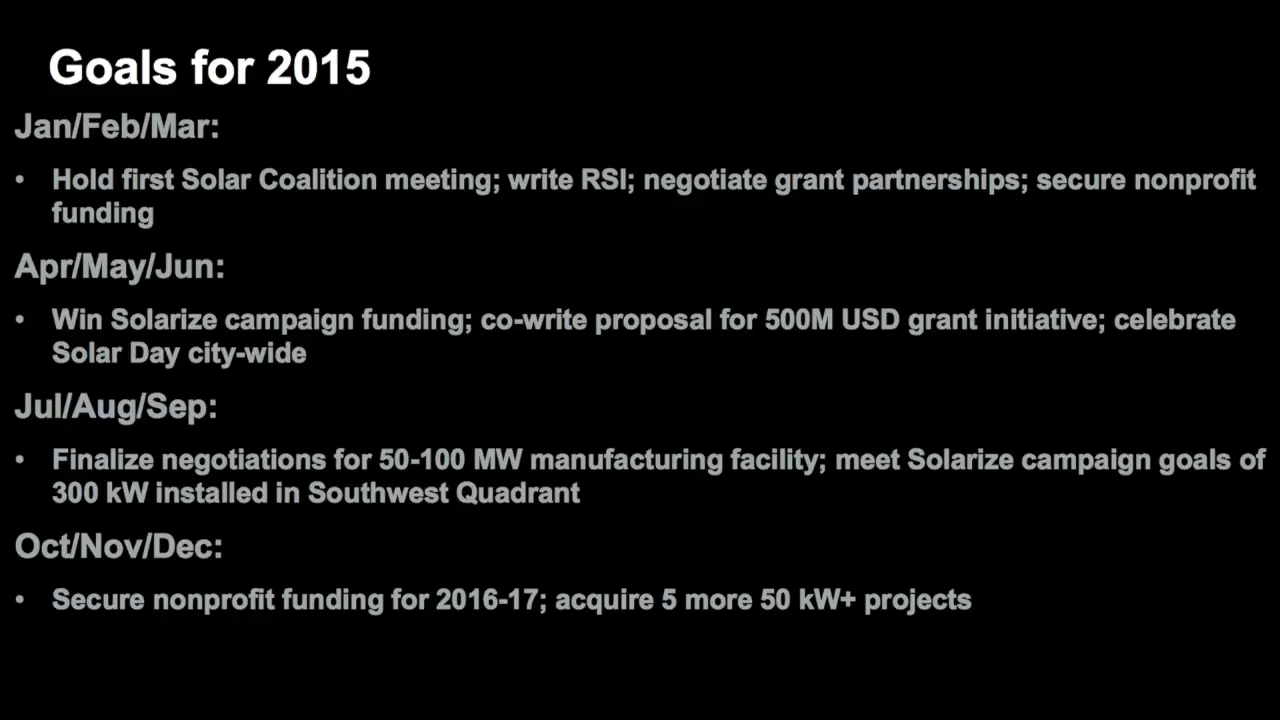 Goals for 2015
Jan/Feb/Mar:
• Hold first Solar Coalition meeting; write RSI; negotiate grant partnerships; secure nonprofit
funding
Apr/May/Jun:
• Win Solarize campaign funding; co-write proposal for 500M USD grant initiative; celebrate
Solar Day city-wide
Jul/Aug/Sep:
• Finalize negotiations for 50-100 MW manufacturing facility; meet Solarize campaign goals of
300 kW installed in Southwest Quadrant
Oct/Nov/Dec:
• Secure nonprofit funding for 2016-17; acquire 5 more 50 kW+ projects